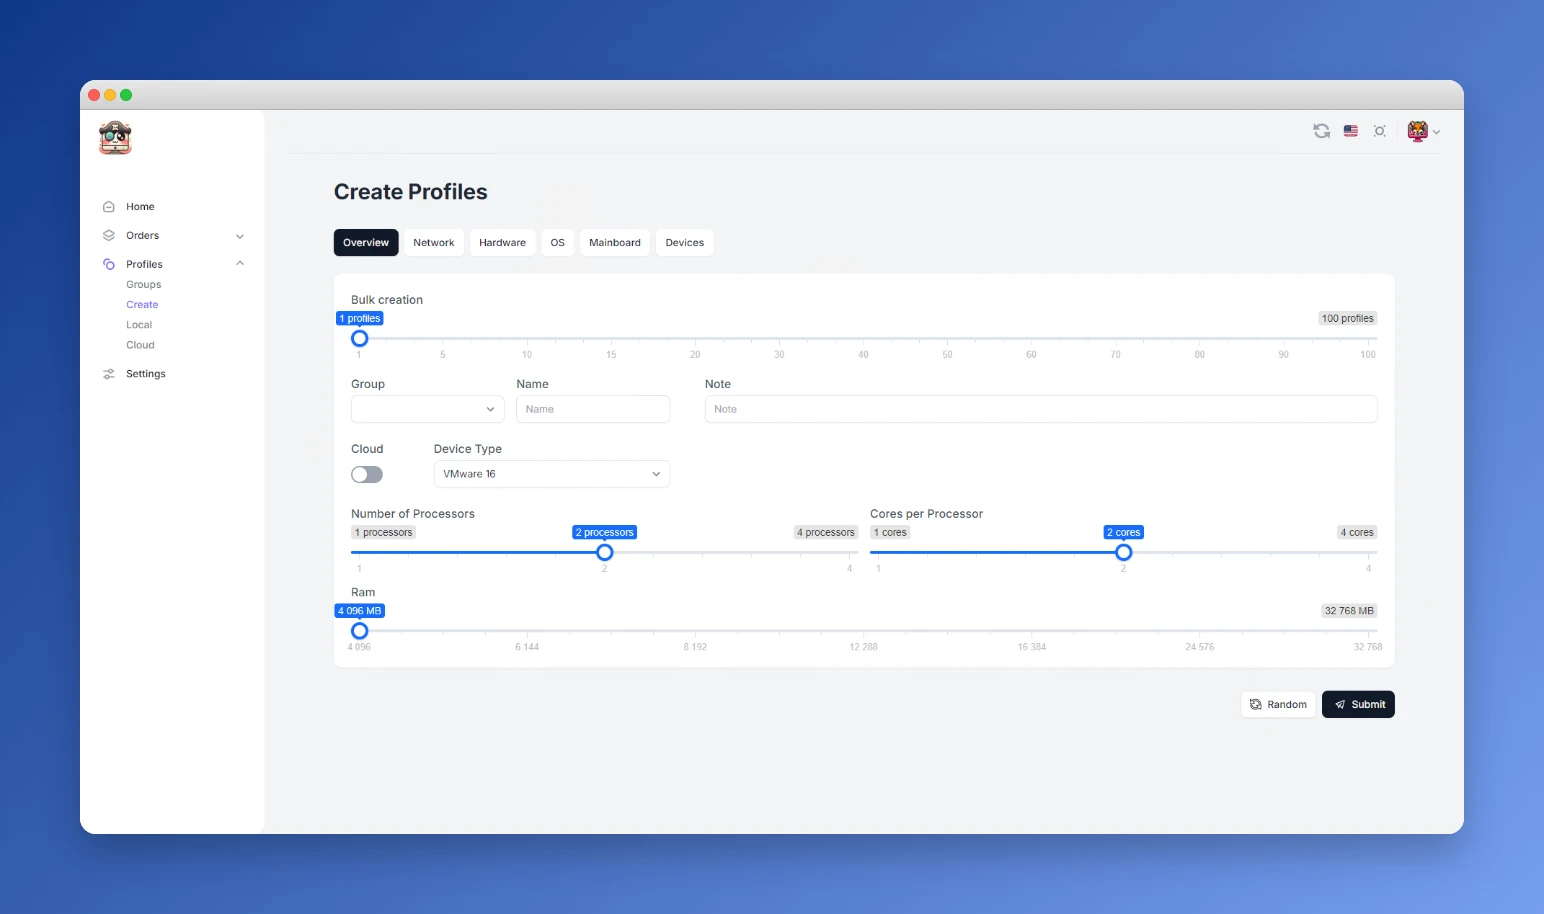 Home
Orders
Profiles
Groups
Create
Local
Cloud
Settings
Create Profiles
Overview Network Hardware OS Mainboard Devices
Bulk creation
1 profiles 100 profiles
1 5 10 15 20 30 40 50 60 70 80 90 100
Group Name Note
Name Note
Cloud Device Type
VMware 16
Number of Processors Cores per Processor
1 processors 2 processors 4 processors 1 cores 2 cores 4 cores
1 2 4 1 2 4
Ram
4 096 MB 32 768 MB
4 096 6 144 8 192 12 288 16 384 24 576 32 768
Random Submit